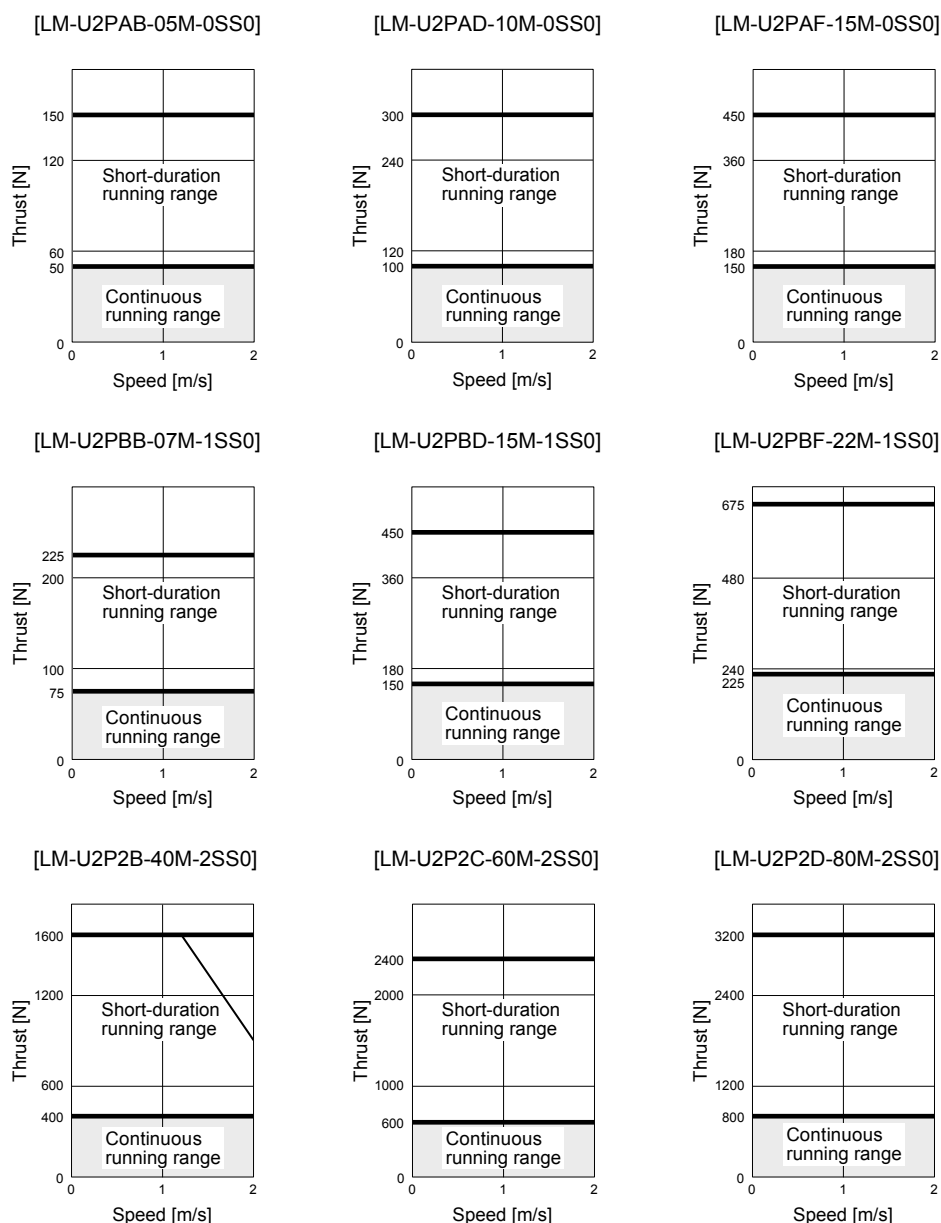 [LM-U2PAB-05M-0SS0]
150
120
60
50
0
Thrust [N]
Short-duration
running range
Continuous
running range
0
1
2
Speed [m/s]
[LM-U2PAD-10M-0SS0]
300
240
120
100
0
Thrust [N]
Short-duration
running range
Continuous
running range
0
1
2
Speed [m/s]
[LM-U2PAF-15M-0SS0]
450
360
180
150
0
Thrust [N]
Short-duration
running range
Continuous
running range
0
1
2
Speed [m/s]
[LM-U2PBB-07M-1SS0]
225
200
100
75
0
Thrust [N]
Short-duration
running range
Continuous
running range
0
1
2
Speed [m/s]
[LM-U2PBD-15M-1SS0]
450
360
180
150
0
Thrust [N]
Short-duration
running range
Continuous
running range
0
1
2
Speed [m/s]
[LM-U2PBF-22M-1SS0]
675
480
240
225
0
Thrust [N]
Short-duration
running range
Continuous
running range
0
1
2
Speed [m/s]
[LM-U2P2B-40M-2SS0]
1600
1200
600
400
0
Thrust [N]
Short-duration
running range
Continuous
running range
0
1
2
Speed [m/s]
[LM-U2P2C-60M-2SS0]
2400
2000
1000
600
0
Thrust [N]
Short-duration
running range
Continuous
running range
0
1
2
Speed [m/s]
[LM-U2P2D-80M-2SS0]
3200
2400
1200
800
0
Thrust [N]
Short-duration
running range
Continuous
running range
0
1
2
Speed [m/s]